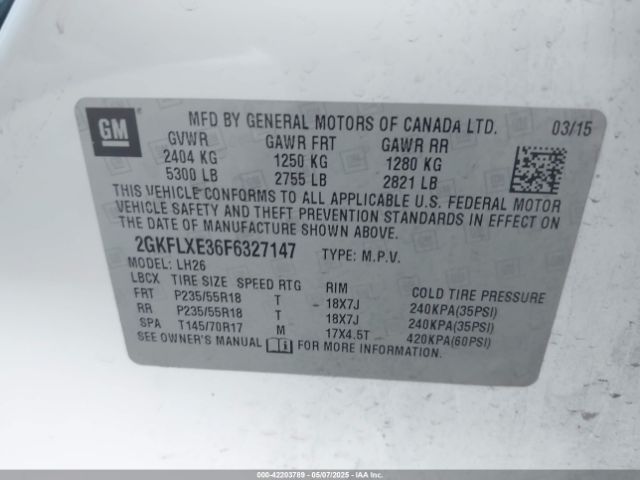 GM
MFD BY GENERAL MOTORS OF CANADA LTD. 03/15
GVWR GAWR FRT GAWR RR
2404 KG 1250 KG 1280 KG
5300 LB 2755 LB 2821 LB
THIS VEHICLE CONFORMS TO ALL APPLICABLE U.S. FEDERAL MOTOR
VEHICLE SAFETY AND THEFT PREVENTION STANDARDS IN EFFECT ON
THE DATE OF MANUFACTURE SHOWN ABOVE.
2GKFLXE36F6327147 TYPE: M.P.V.
MODEL: LH26
LBCX TIRE SIZE SPEED RTG RIM COLD TIRE PRESSURE
FRT P235/55R18 T 18X7J 240KPA(35PSI)
RR P235/55R18 T 18X7J 240KPA(35PSI)
SPA T145/70R17 M 17X4.5T 420KPA(60PSI)
SEE OWNER'S MANUAL FOR MORE INFORMATION.
000-42203789 - 05/07/2025 - IAAI.COM